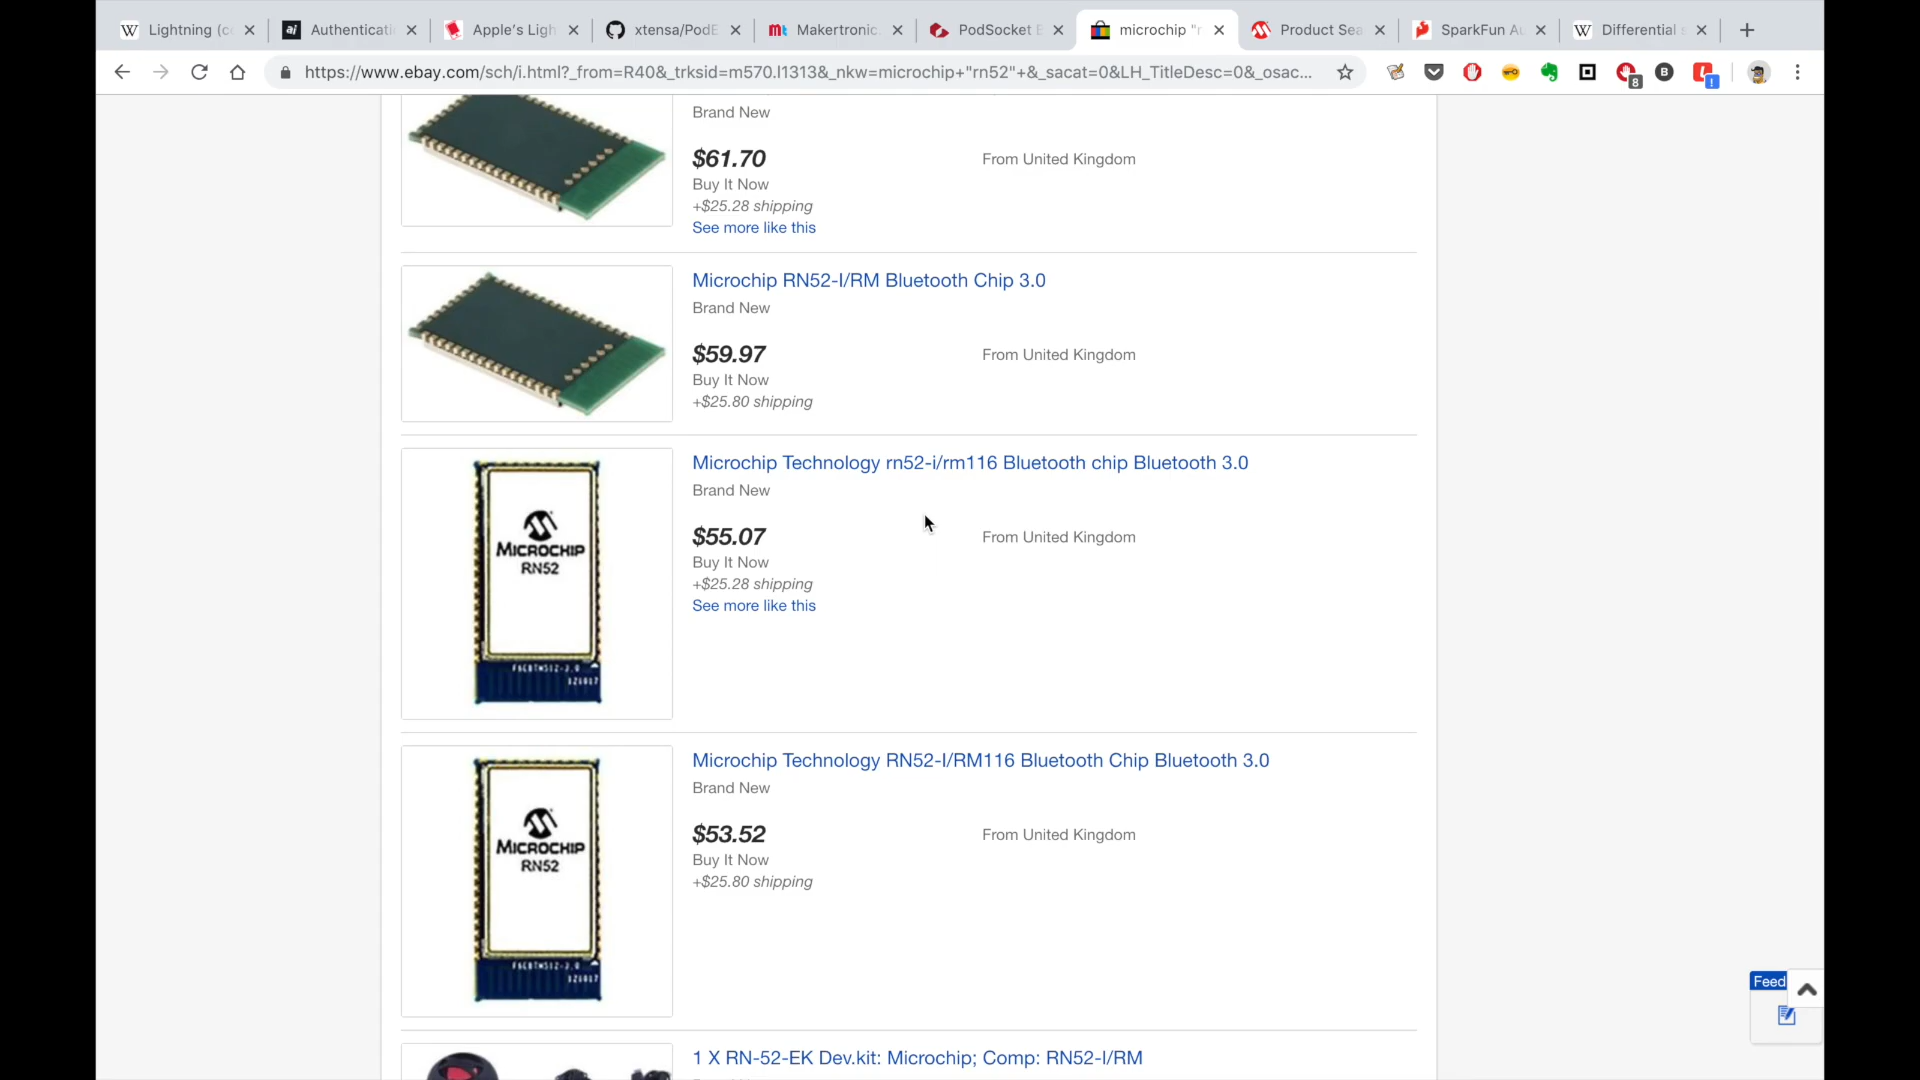 Lightning (c
Authenticati
Apple's Ligh
xtensa/PodE
Makertronic
PodSocket E
microchip "r
Product Sea
SparkFun Au
Differential s
https://www.ebay.com/sch/i.html?_from=R40&_trksid=m570.l1313&_nkw=microchip+"rn52"+&_sacat=0&LH_TitleDesc=0&_osac...
8
Brand New
$61.70
From United Kingdom
Buy It Now
+$25.28 shipping
See more like this
Microchip RN52-I/RM Bluetooth Chip 3.0
Brand New
$59.97
From United Kingdom
Buy It Now
+$25.80 shipping
Microchip Technology rn52-i/rm116 Bluetooth chip Bluetooth 3.0
Brand New
MICROCHIP
RN52
$55.07
From United Kingdom
Buy It Now
+$25.28 shipping
See more like this
121017
Microchip Technology RN52-I/RM116 Bluetooth Chip Bluetooth 3.0
Brand New
MICROCHIP
RN52
$53.52
From United Kingdom
Buy It Now
+$25.80 shipping
121017
Feed
1 X RN-52-EK Dev.kit: Microchip; Comp: RN52-I/RM